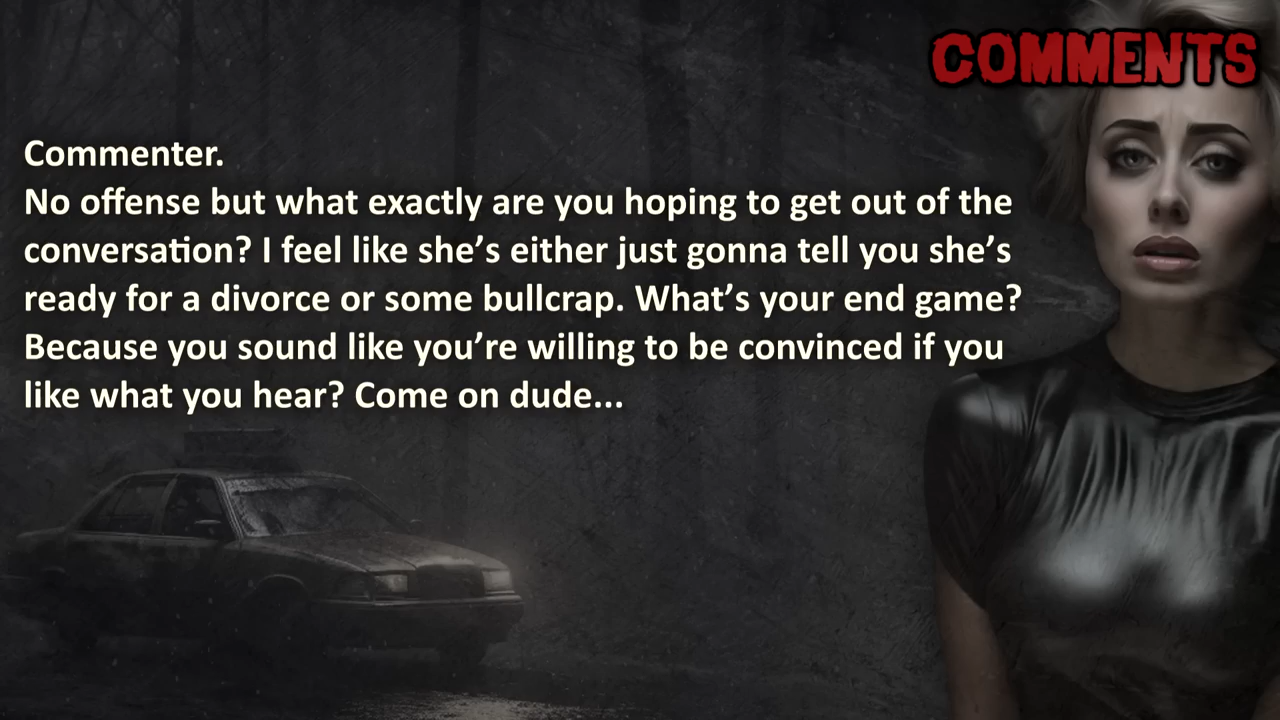 COMMENTS
Commenter.
No offense but what exactly are you hoping to get out of the
conversation? I feel like she’s either just gonna tell you she’s
ready for a divorce or some bullcrap. What’s your end game?
Because you sound like you’re willing to be convinced if you
like what you hear? Come on dude...